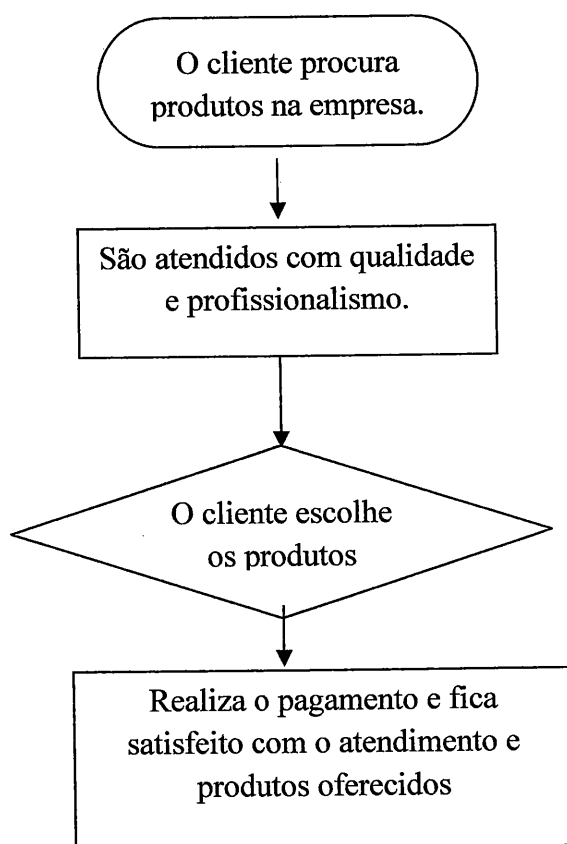 O cliente procura
produtos na empresa.
São atendidos com qualidade
e profissionalismo.
O cliente escolhe
os produtos
Realiza o pagamento e fica
satisfeito com o atendimento e
produtos oferecidos